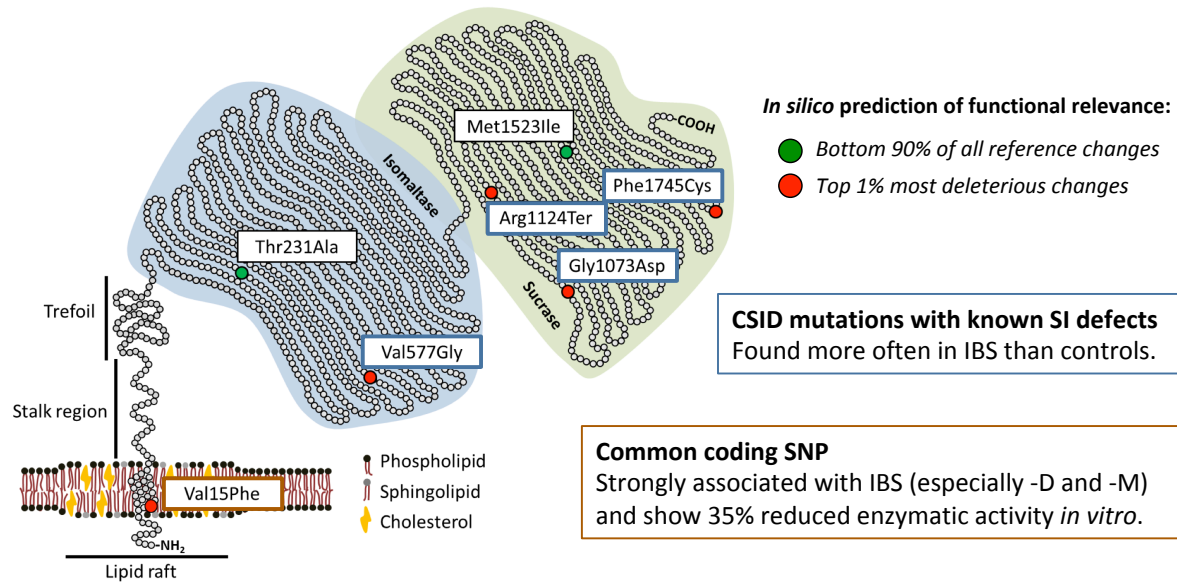 Met1523Ile
COOH
Isomaltase
Phe1745Cys
Arg1124Ter
Thr231Ala
Gly1073Asp
Sucrase
Val577Gly
Trefoil
Stalk region
Val15Phe
-NH2
Lipid raft
Phospholipid
Sphingolipid
Cholesterol
In silico prediction of functional relevance:
Bottom 90% of all reference changes
Top 1% most deleterious changes
CSID mutations with known SI defects
Found more often in IBS than controls.
Common coding SNP
Strongly associated with IBS (especially -D and -M)
and show 35% reduced enzymatic activity in vitro.